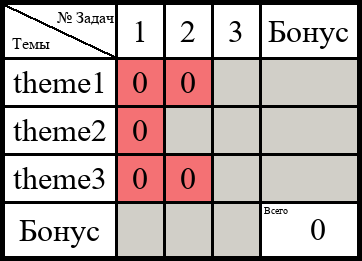 № Задач
Темы
1 2 3 Бонус
theme1 0 0
theme2 0
theme3 0 0
Бонус
Всего
0